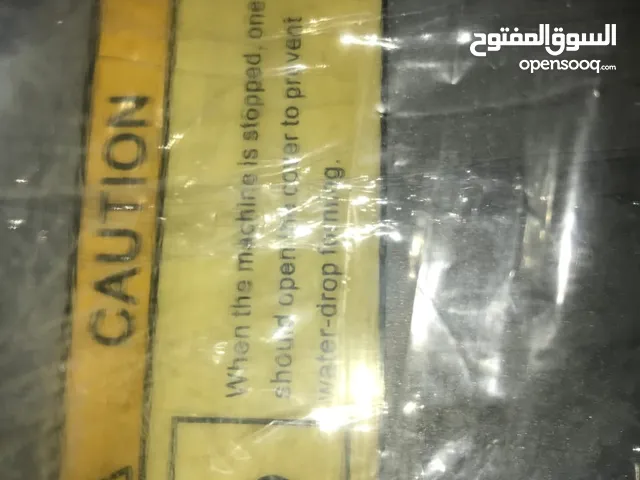 السوق المفتوح
opensooq.com
CAUTION
When the machine is stopped, one
should open the cover to prevent
water-drop forming.